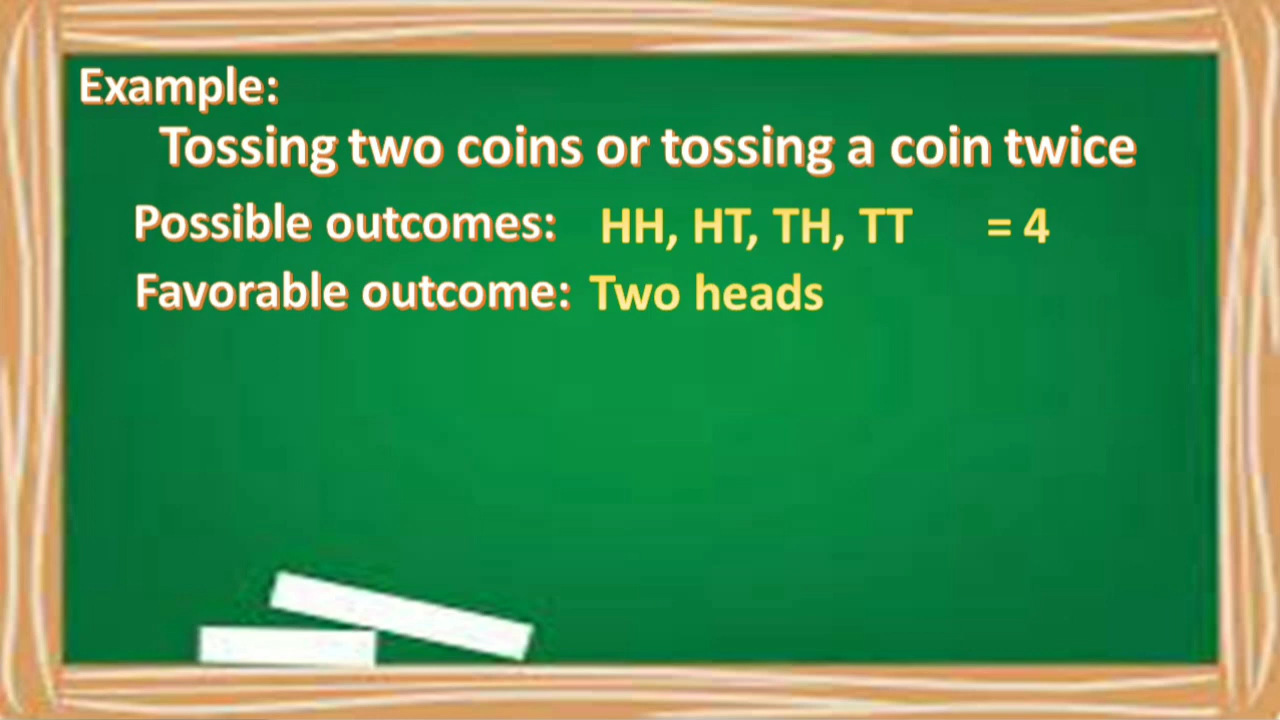 Example:
Tossing two coins or tossing a coin twice
Possible outcomes: HH, HT, TH, TT = 4
Favorable outcome: Two heads